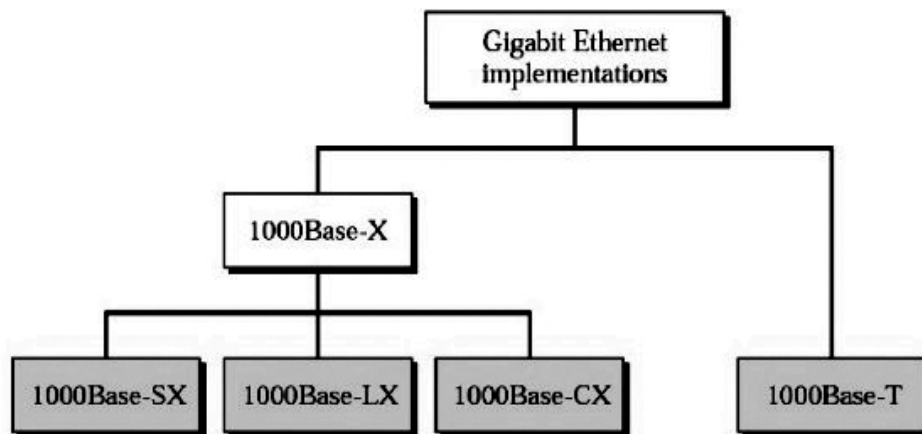 Gigabit Ethernet
implementations
1000Base-X
1000Base-SX
1000Base-LX
1000Base-CX
1000Base-T